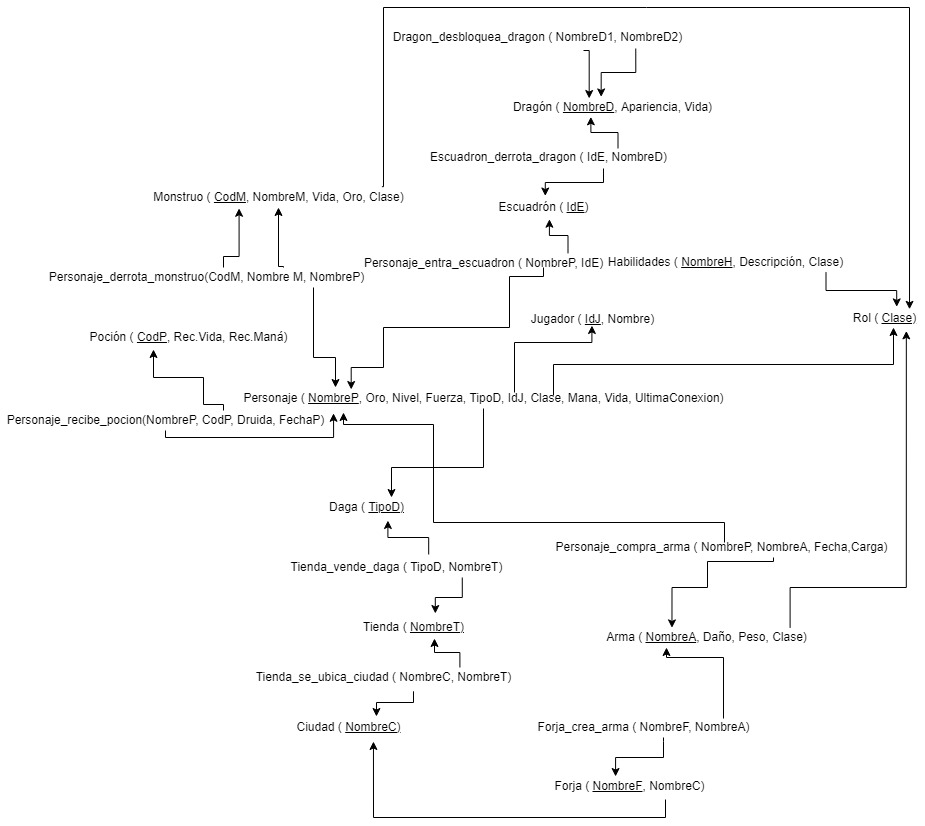 Dragon_desbloquea_dragon ( NombreD1, NombreD2)
Dragón ( NombreD, Apariencia, Vida)
Escuadron_derrota_dragon ( IdE, NombreD)
Monstruo ( CodM, NombreM, Vida, Oro, Clase)
Escuadrón ( IdE)
Personaje_entra_escuadron ( NombreP, IdE)
Habilidades ( NombreH, Descripción, Clase)
Personaje_derrota_monstruo(CodM, Nombre M, NombreP)
Jugador ( IdJ, Nombre)
Rol ( Clase)
Poción ( CodP, Rec.Vida, Rec.Maná)
Personaje ( NombreP, Oro, Nivel, Fuerza, TipoD, IdJ, Clase, Mana, Vida, UltimaConexion)
Personaje_recibe_pocion(NombreP, CodP, Druida, FechaP)
Daga ( TipoD)
Personaje_compra_arma ( NombreP, NombreA, Fecha,Carga)
Tienda_vende_daga ( TipoD, NombreT)
Tienda ( NombreT)
Arma ( NombreA, Daño, Peso, Clase)
Tienda_se_ubica_ciudad ( NombreC, NombreT)
Ciudad ( NombreC)
Forja_crea_arma ( NombreF, NombreA)
Forja ( NombreF, NombreC)